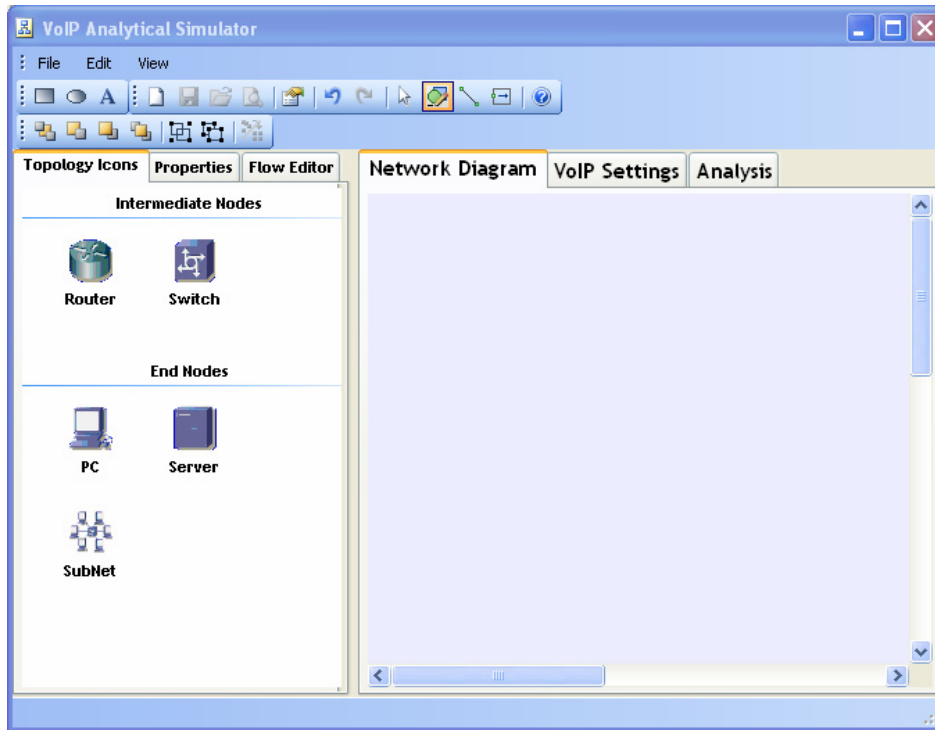 VoIP Analytical Simulator
File Edit View
A
Topology Icons Properties Flow Editor Network Diagram VoIP Settings Analysis
Intermediate Nodes
Router Switch
End Nodes
PC Server
SubNet